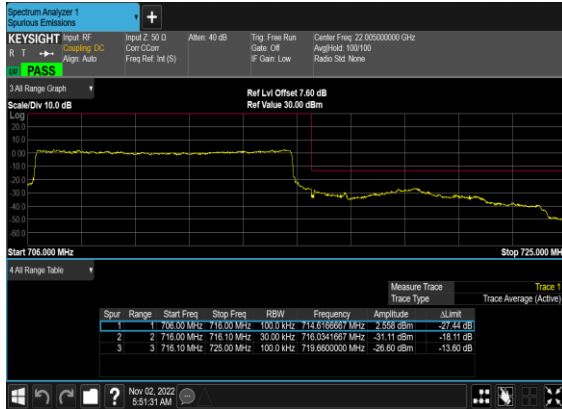 Spectrum Analyzer 1
Spurious Emissions
KEYSIGHT
R T
LW PASS
Input: RF
Coupling: DC
Align: Auto
Input Z: 50 Ω
Corr CCorr
Freq Ref: Int (S)
Atten: 40 dB
Trig: Free Run
Gate: Off
IF Gain: Low
Center Freq: 22.005000000 GHz
Avg|Hold: 100/100
Radio Std: None
3 All Range Graph
Scale/Div 10.0 dB
Ref Lvl Offset 7.60 dB
Ref Value 30.00 dBm
Log
20.0
10.0
0.00
-10.0
-20.0
-30.0
-40.0
-50.0
-60.0
Start 706.000 MHz
Stop 725.000 MH
4 All Range Table
Measure Trace Trace 1
Trace Type Trace Average (Active)
Spur Range Start Freq Stop Freq RBW Frequency Amplitude ΔLimit
1 1 706.00 MHz 716.00 MHz 100.0 kHz 714.6166667 MHz 2.558 dBm -27.44 dB
2 2 716.00 MHz 716.10 MHz 30.00 kHz 716.0341667 MHz -31.11 dBm -18.11 dB
3 3 716.10 MHz 725.00 MHz 100.0 kHz 719.6600000 MHz -26.60 dBm -13.60 dB
Nov 02, 2022
5:51:31 AM